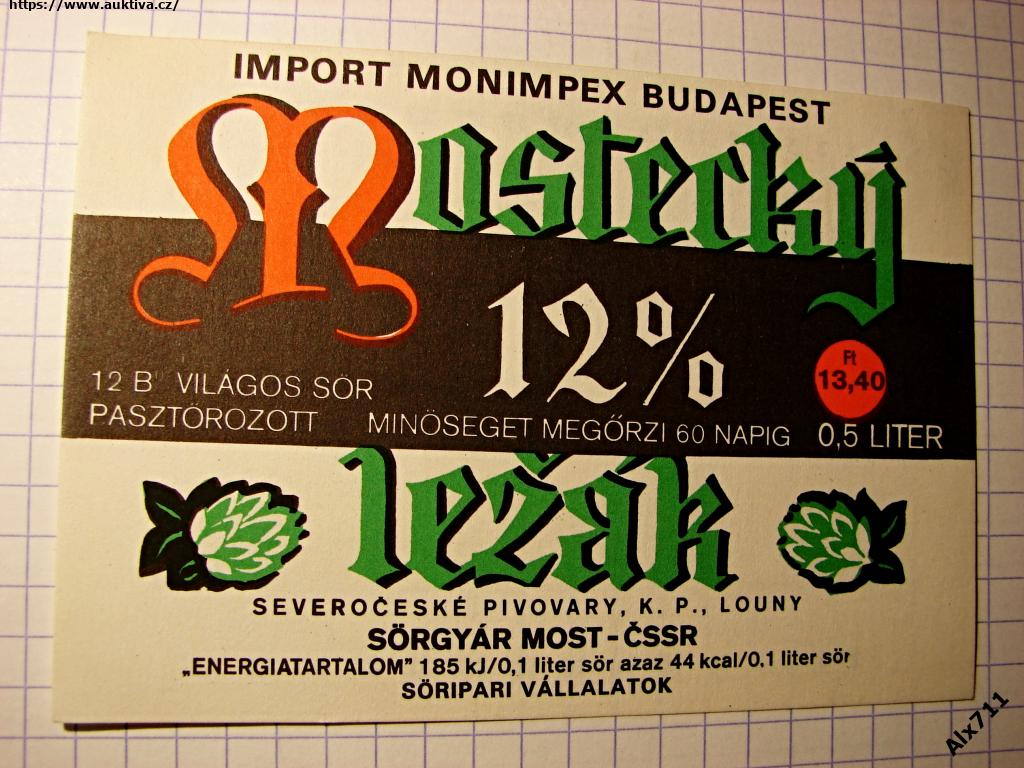 https://www.auktiva.cz/
IMPORT MONIMPEX BUDAPEST
Mostecký
12%
Ft
13,40
12 B° VILÁGOS SÖR
PASZTŐROZOTT MINŐSEGET MEGŐRZI 60 NAPIG 0,5 LITER
ležák
SEVEROČESKÉ PIVOVARY, K. P., LOUNY
SÖRGYÁR MOST-ČSSR
„ENERGIATARTALOM" 185 kJ/0,1 liter sör azaz 44 kcal/0,1 liter sör
SÖRIPARI VÁLLALATOK
Alx711